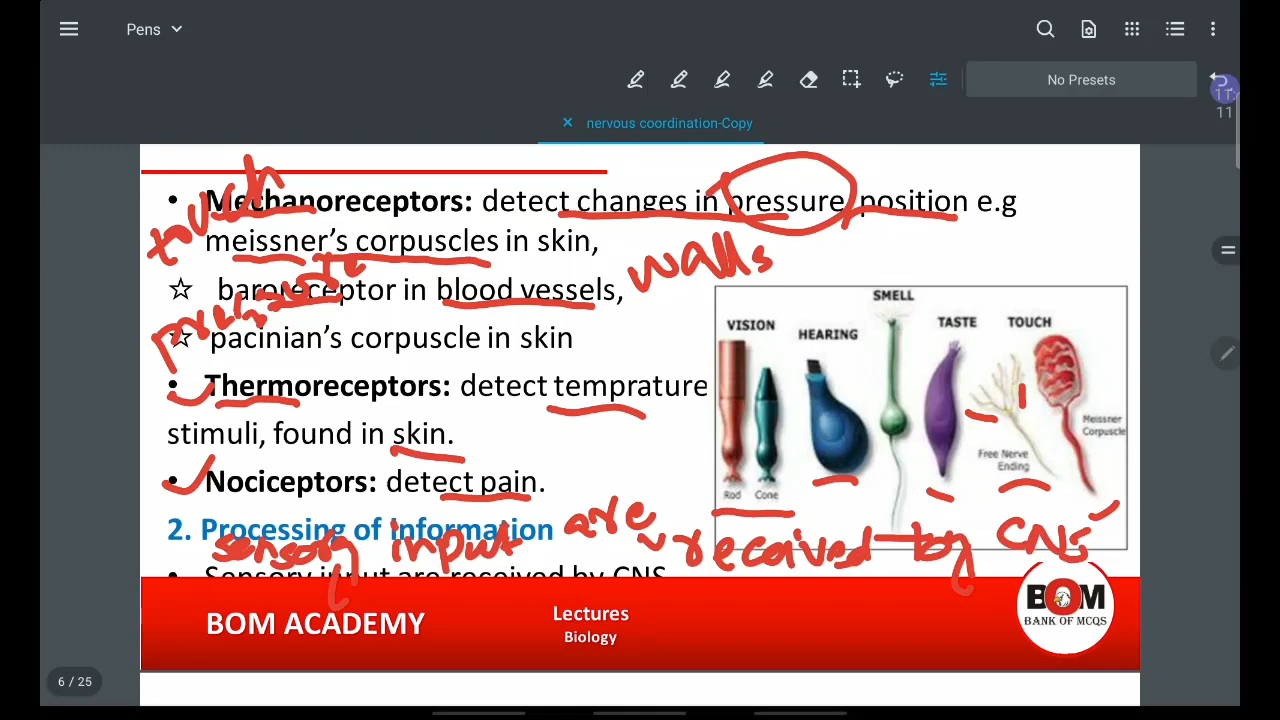 Pens
No Presets
11
11
nervous coordination-Copy
• Mechanoreceptors: detect changes in pressure, position e.g
touch
meissner's corpuscles in skin,
☆ baroreceptor in blood vessels,
walls
pressure
☆ pacinian's corpuscle in skin
• Thermoreceptors: detect temprature
stimuli, found in skin.
• Nociceptors: detect pain.
2. Processing of Information
sensory input are received by CNS
• Sensory input are received by CNS
VISION
HEARING
SMELL
TASTE
TOUCH
Meissner
Corpuscle
Free Nerve
Ending
Rod
Cone
BOM ACADEMY
Lectures
Biology
BOM
BANK OF MCQS
6 / 25